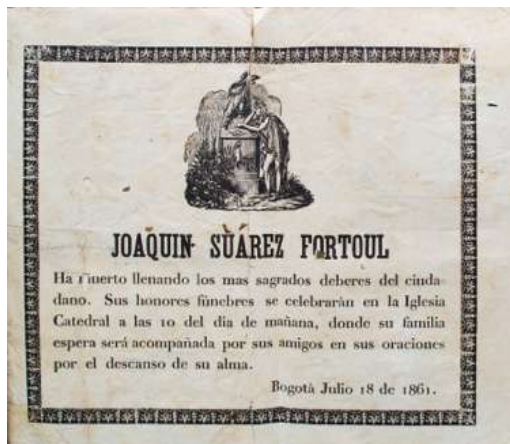 JOAQUIN SUÁREZ FORTOUL
Ha muerto llenando los mas sagrados deberes del ciuda
dano. Sus honores fúnebres se celebrarán en la Iglesia
Catedral a las 10 del dia de mañana, donde su familia
espera será acompañada por sus amigos en sus oraciones
por el descanso de su alma.
Bogotà Julio 18 de 1861.